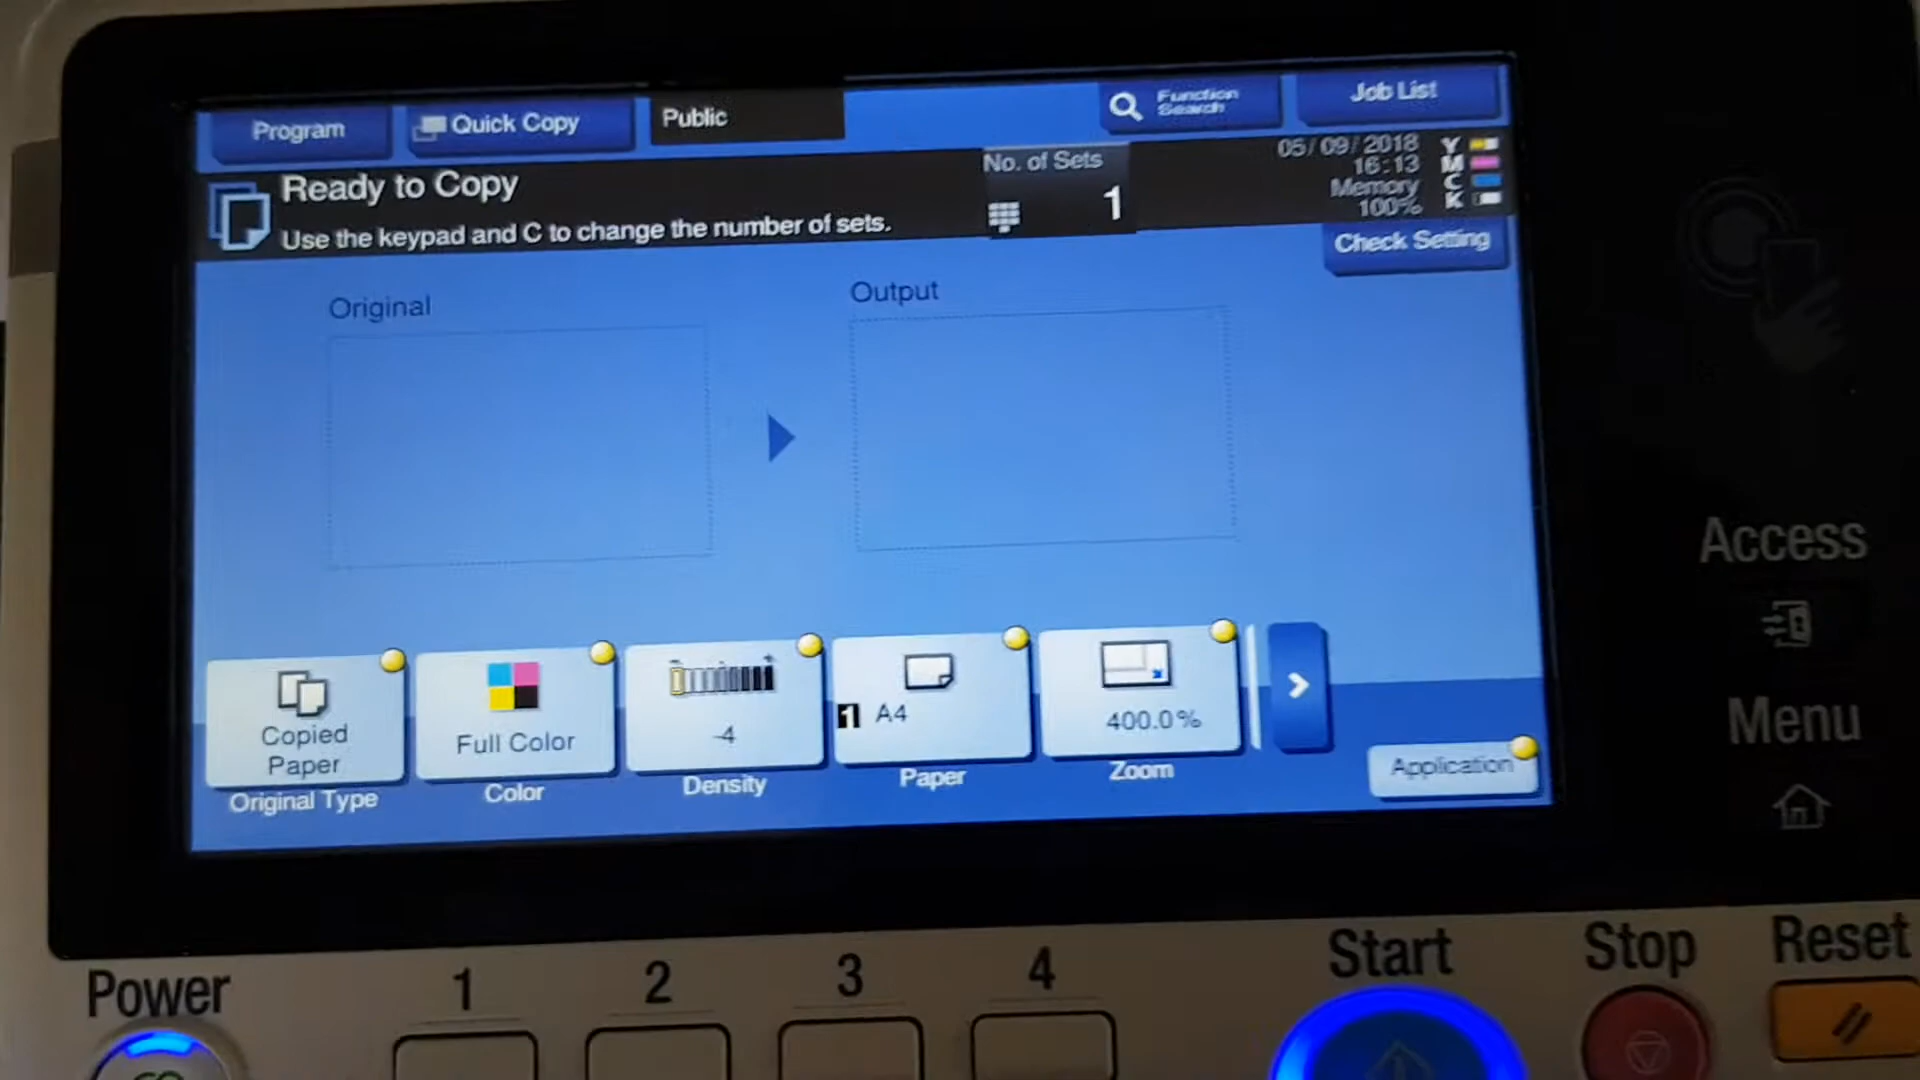 Program
Quick Copy
Public
Function
Search
Job List
Ready to Copy
Use the keypad and C to change the number of sets.
No. of Sets
1
05/09/2018
16:13
Memory
100%
Y
M
C
K
Check Setting
Original
Output
Copied
Paper
Original Type
Full Color
Color
-4
Density
1 A4
Paper
400.0%
Zoom
Application
Access
Menu
Power
1
2
3
4
Start
Stop
Reset